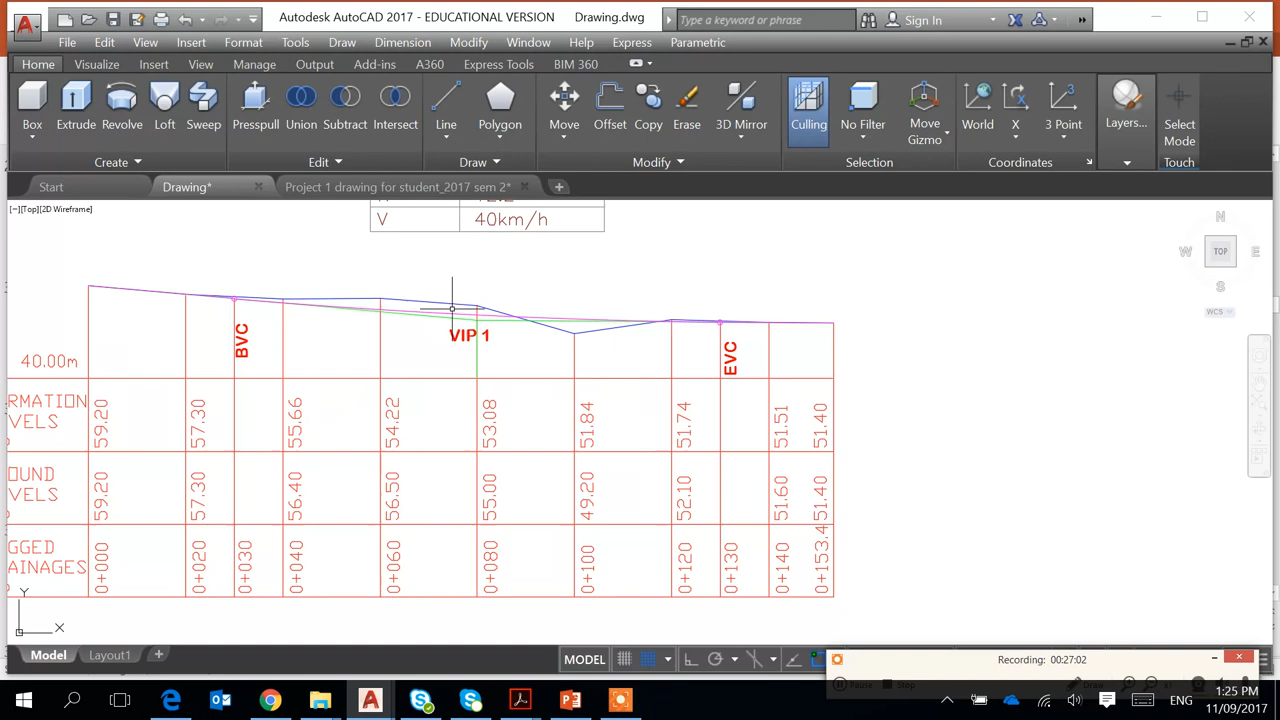 Autodesk AutoCAD 2017 - EDUCATIONAL VERSION Drawing.dwg
Type a keyword or phrase
Sign In
File Edit View Insert Format Tools Draw Dimension Modify Window Help Express Parametric
Home Visualize Insert View Manage Output Add-ins A360 Express Tools BIM 360
Box Extrude Revolve Loft Sweep Presspull Union Subtract Intersect Line Polygon Move Offset Copy Erase 3D Mirror Culling No Filter Move Gizmo World X 3 Point Layers... Select Mode
Create Edit Draw Modify Selection Coordinates Touch
Start Drawing* Project 1 drawing for student_2017 sem 2*
[−][Top][2D Wireframe]
V 40km/h
N
W TOP E
S
WCS
BVC
VIP 1
EVC
40.00m
RMATION
VELS
59.20 57.30 55.66 54.22 53.08 51.84 51.74 51.51 51.40
OUND
VELS
59.20 57.30 56.40 56.50 55.00 49.20 52.10 51.60 51.40
GGED
AINAGES
0+000 0+020 0+030 0+040 0+060 0+080 0+100 0+120 0+130 0+140 0+153.4
Y
X
Model Layout1
MODEL
Recording: 00:27:02
Pause Stop Draw
ENG
1:25 PM
11/09/2017